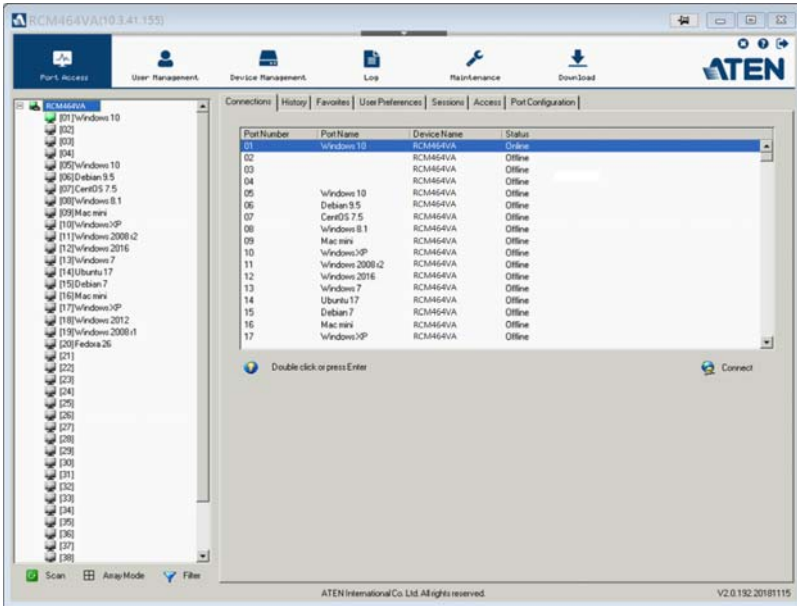 RCM464VA(10.3.41.155)
Port Access
User Management
Device Management
Log
Maintenance
Download
ATEN
RCM464VA
[01]Windows 10
[02]
[03]
[04]
[05]Windows 10
[06]Debian 9.5
[07]CentOS 7.5
[08]Windows 8.1
[09]Mac mini
[10]Windows XP
[11]Windows 2008 r2
[12]Windows 2016
[13]Windows 7
[14]Ubuntu 17
[15]Debian 7
[16]Mac mini
[17]Windows XP
[18]Windows 2012
[19]Windows 2008 r1
[20]Fedora 26
[21]
[22]
[23]
[24]
[25]
[26]
[27]
[28]
[29]
[30]
[31]
[32]
[33]
[34]
[35]
[36]
[37]
[38]
Scan Array Mode Filter
Connections History Favorites User Preferences Sessions Access Port Configuration
Port Number Port Name Device Name Status
01 Windows 10 RCM464VA Online
02 RCM464VA Offline
03 RCM464VA Offline
04 RCM464VA Offline
05 Windows 10 RCM464VA Offline
06 Debian 9.5 RCM464VA Offline
07 CentOS 7.5 RCM464VA Offline
08 Windows 8.1 RCM464VA Offline
09 Mac mini RCM464VA Offline
10 Windows XP RCM464VA Offline
11 Windows 2008 r2 RCM464VA Offline
12 Windows 2016 RCM464VA Offline
13 Windows 7 RCM464VA Offline
14 Ubuntu 17 RCM464VA Offline
15 Debian 7 RCM464VA Offline
16 Mac mini RCM464VA Offline
17 Windows XP RCM464VA Offline
Double click or press Enter
Connect
ATEN International Co. Ltd. All rights reserved.
V2.0.192.20181115